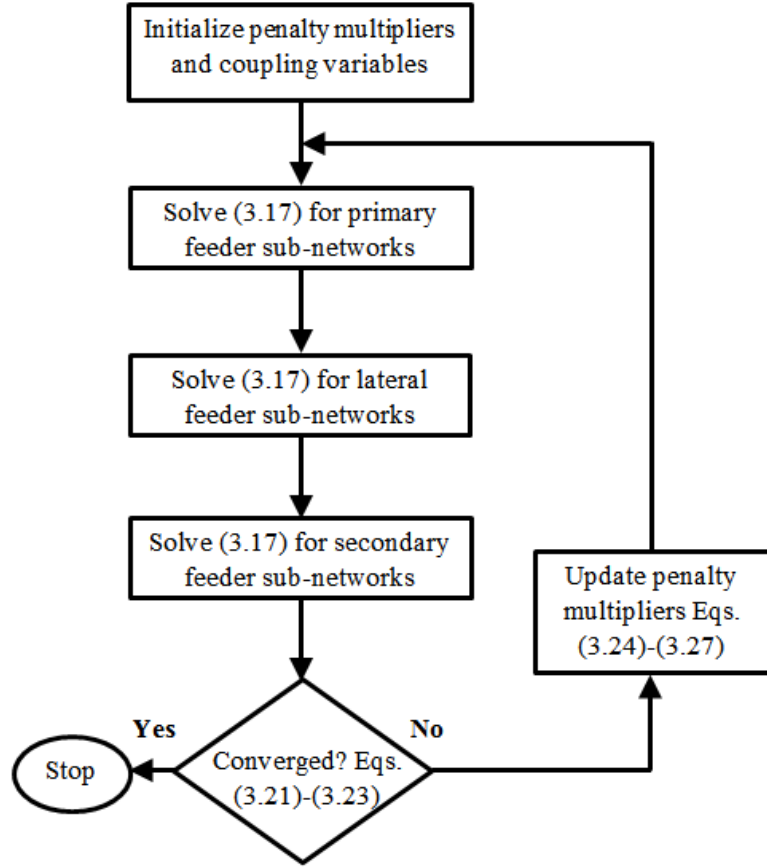 Initialize penalty multipliers
and coupling variables
Solve (3.17) for primary
feeder sub-networks
Solve (3.17) for lateral
feeder sub-networks
Solve (3.17) for secondary
feeder sub-networks
Update penalty
multipliers Eqs.
(3.24)-(3.27)
Yes
No
Stop
Converged? Eqs.
(3.21)-(3.23)